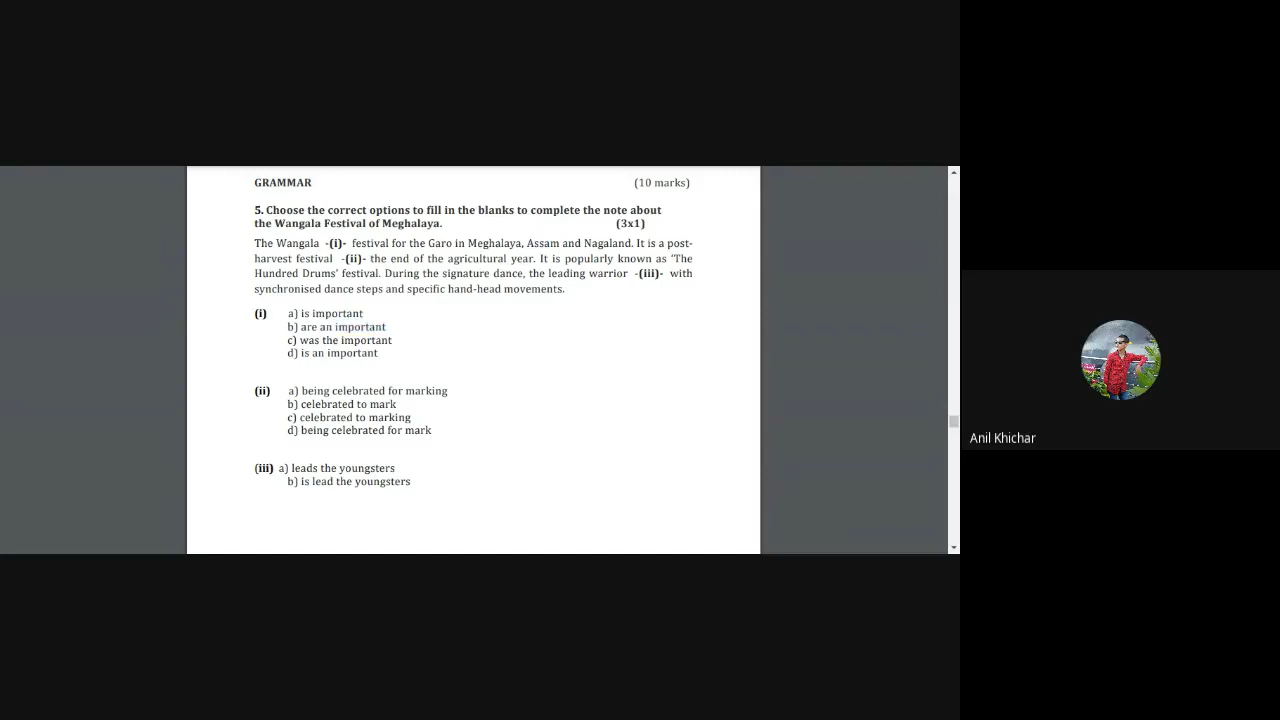 GRAMMAR (10 marks)
5. Choose the correct options to fill in the blanks to complete the note about
the Wangala Festival of Meghalaya. (3x1)
The Wangala -(i)- festival for the Garo in Meghalaya, Assam and Nagaland. It is a post-
harvest festival -(ii)- the end of the agricultural year. It is popularly known as ‘The
Hundred Drums’ festival. During the signature dance, the leading warrior -(iii)- with
synchronised dance steps and specific hand-head movements.
(i) a) is important
b) are an important
c) was the important
d) is an important
(ii) a) being celebrated for marking
b) celebrated to mark
c) celebrated to marking
d) being celebrated for mark
(iii) a) leads the youngsters
b) is lead the youngsters
Anil Khichar